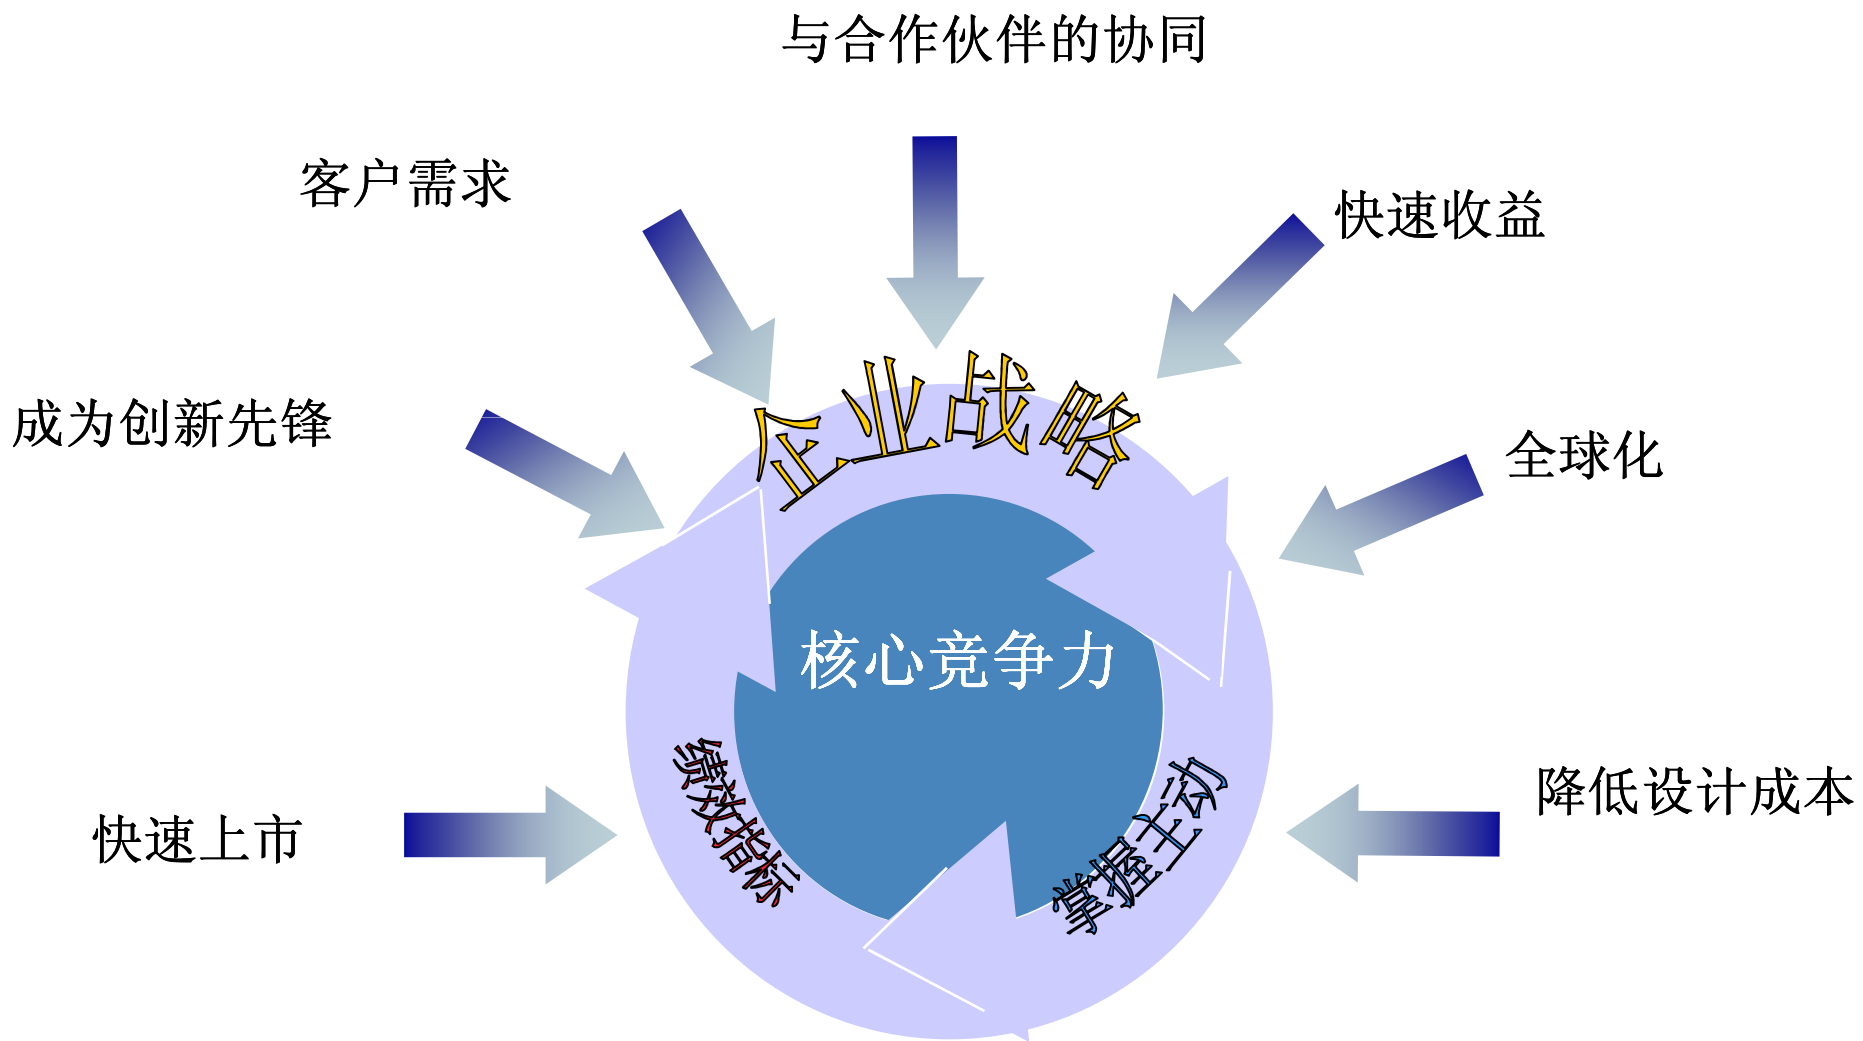 与合作伙伴的协同
客户需求
快速收益
成为创新先锋
企业战略
全球化
核心竞争力
绩效指标
掌握主动
降低设计成本
快速上市